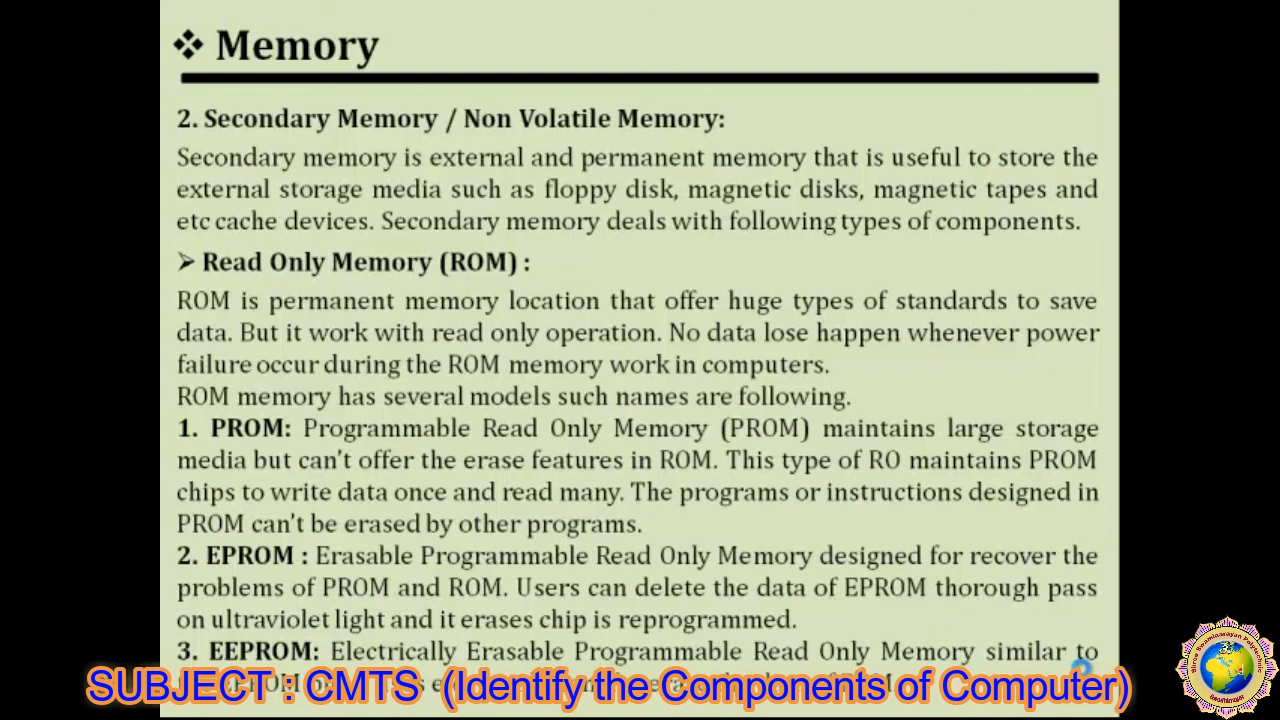 ❖ Memory
2. Secondary Memory / Non Volatile Memory:
Secondary memory is external and permanent memory that is useful to store the
external storage media such as floppy disk, magnetic disks, magnetic tapes and
etc cache devices. Secondary memory deals with following types of components.
➢ Read Only Memory (ROM) :
ROM is permanent memory location that offer huge types of standards to save
data. But it work with read only operation. No data lose happen whenever power
failure occur during the ROM memory work in computers.
ROM memory has several models such names are following.
1. PROM: Programmable Read Only Memory (PROM) maintains large storage
media but can't offer the erase features in ROM. This type of RO maintains PROM
chips to write data once and read many. The programs or instructions designed in
PROM can't be erased by other programs.
2. EPROM : Erasable Programmable Read Only Memory designed for recover the
problems of PROM and ROM. Users can delete the data of EPROM thorough pass
on ultraviolet light and it erases chip is reprogrammed.
3. EEPROM: Electrically Erasable Programmable Read Only Memory similar to
SUBJECT : CMTS (Identify the Components of Computer)